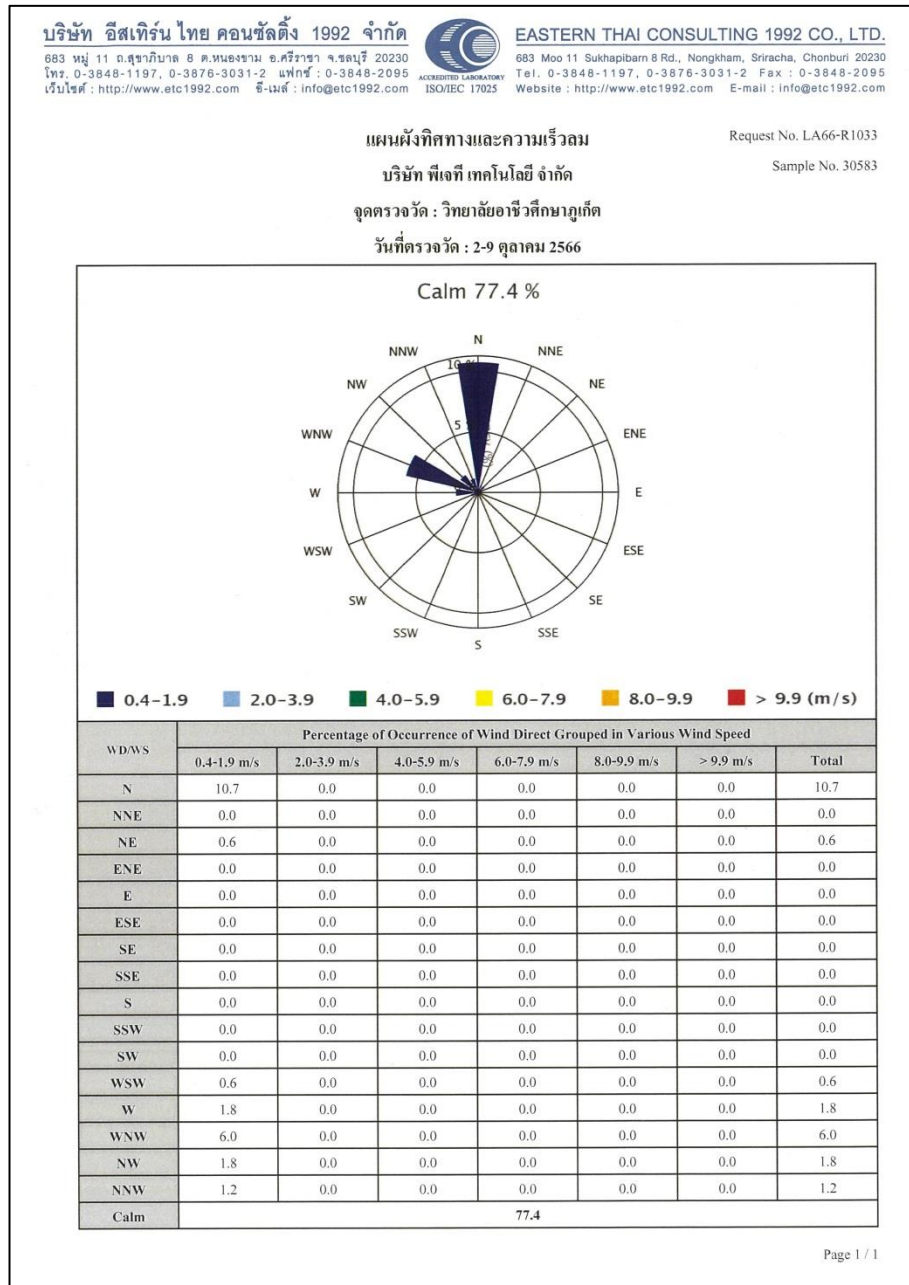 บริษัท อีสเทิร์น ไทย คอนซัลติ้ง 1992 จำกัด
683 หมู่ 11 ถ.สุขาภิบาล 8 ต.หนองขาม อ.ศรีราชา จ.ชลบุรี 20230
โทร. 0-3848-1197, 0-3876-3031-2 แฟกซ์ : 0-3848-2095
เว็บไซต์ : http://www.etc1992.com อี-เมล์ : info@etc1992.com
ACCREDITED LABORATORY
ISO/IEC 17025
EASTERN THAI CONSULTING 1992 CO., LTD.
683 Moo 11 Sukhapibarn 8 Rd., Nongkham, Sriracha, Chonburi 20230
Tel. 0-3848-1197, 0-3876-3031-2 Fax : 0-3848-2095
Website : http://www.etc1992.com E-mail : info@etc1992.com
แผนผังทิศทางและความเร็วลม
Request No. LA66-R1033
บริษัท พีเจที เทคโนโลยี จำกัด
Sample No. 30583
จุดตรวจวัด : วิทยาลัยอาชีวศึกษาภูเก็ต
วันที่ตรวจวัด : 2-9 ตุลาคม 2566
Calm 77.4 %
N
NNW NNE
10 %
NW NE
5
WNW ENE
W E
WSW ESE
SW SE
SSW SSE
S
0.4-1.9 2.0-3.9 4.0-5.9 6.0-7.9 8.0-9.9 > 9.9 (m/s)
WD/WS Percentage of Occurrence of Wind Direct Grouped in Various Wind Speed
0.4-1.9 m/s 2.0-3.9 m/s 4.0-5.9 m/s 6.0-7.9 m/s 8.0-9.9 m/s > 9.9 m/s Total
N 10.7 0.0 0.0 0.0 0.0 0.0 10.7
NNE 0.0 0.0 0.0 0.0 0.0 0.0 0.0
NE 0.6 0.0 0.0 0.0 0.0 0.0 0.6
ENE 0.0 0.0 0.0 0.0 0.0 0.0 0.0
E 0.0 0.0 0.0 0.0 0.0 0.0 0.0
ESE 0.0 0.0 0.0 0.0 0.0 0.0 0.0
SE 0.0 0.0 0.0 0.0 0.0 0.0 0.0
SSE 0.0 0.0 0.0 0.0 0.0 0.0 0.0
S 0.0 0.0 0.0 0.0 0.0 0.0 0.0
SSW 0.0 0.0 0.0 0.0 0.0 0.0 0.0
SW 0.0 0.0 0.0 0.0 0.0 0.0 0.0
WSW 0.6 0.0 0.0 0.0 0.0 0.0 0.6
W 1.8 0.0 0.0 0.0 0.0 0.0 1.8
WNW 6.0 0.0 0.0 0.0 0.0 0.0 6.0
NW 1.8 0.0 0.0 0.0 0.0 0.0 1.8
NNW 1.2 0.0 0.0 0.0 0.0 0.0 1.2
Calm 77.4
Page 1 / 1